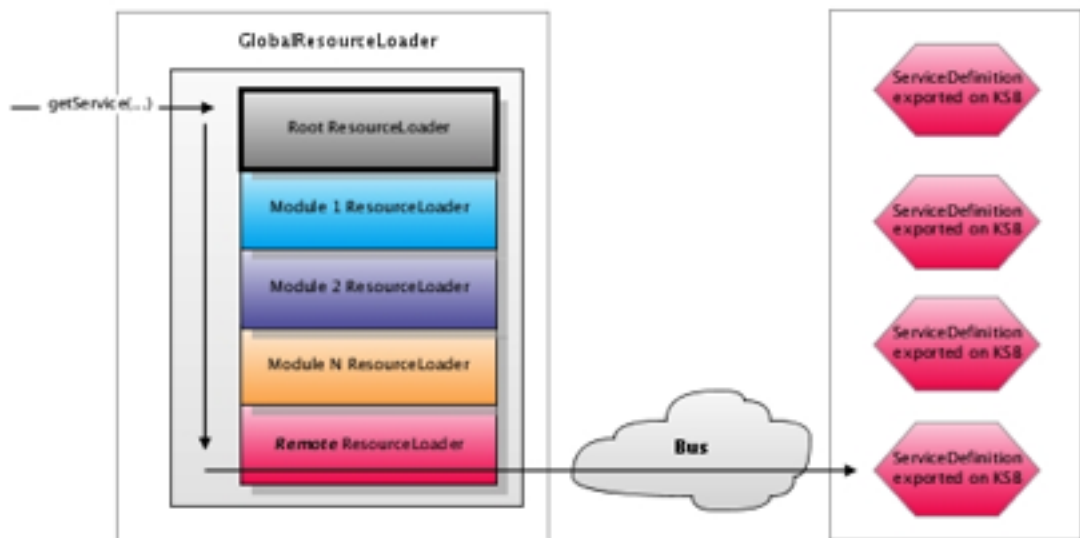 GlobalResourceLoader
getService(...)
Root ResourceLoader
Module 1 ResourceLoader
Module 2 ResourceLoader
Module N ResourceLoader
Remote ResourceLoader
Bus
ServiceDefinition
exported on KSB
ServiceDefinition
exported on KSB
ServiceDefinition
exported on KSB
ServiceDefinition
exported on KSB